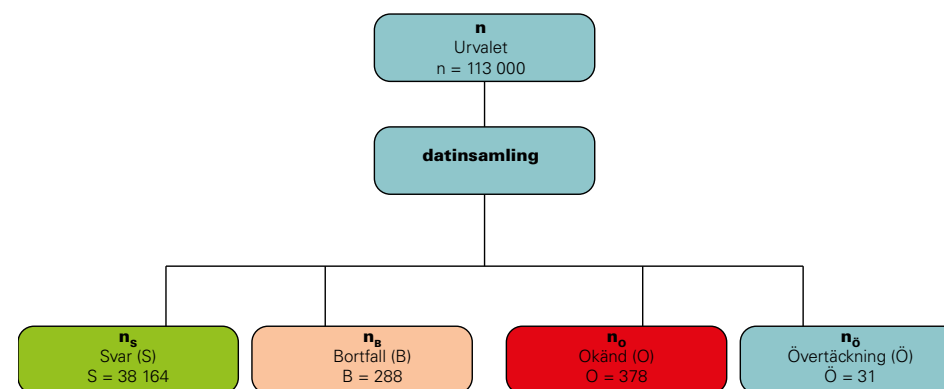 n
Urvalet
n = 113 000
datinsamling
nS
Svar (S)
S = 38 164
nB
Bortfall (B)
B = 288
nO
Okänd (O)
O = 378
nÖ
Övertäckning (Ö)
Ö = 31